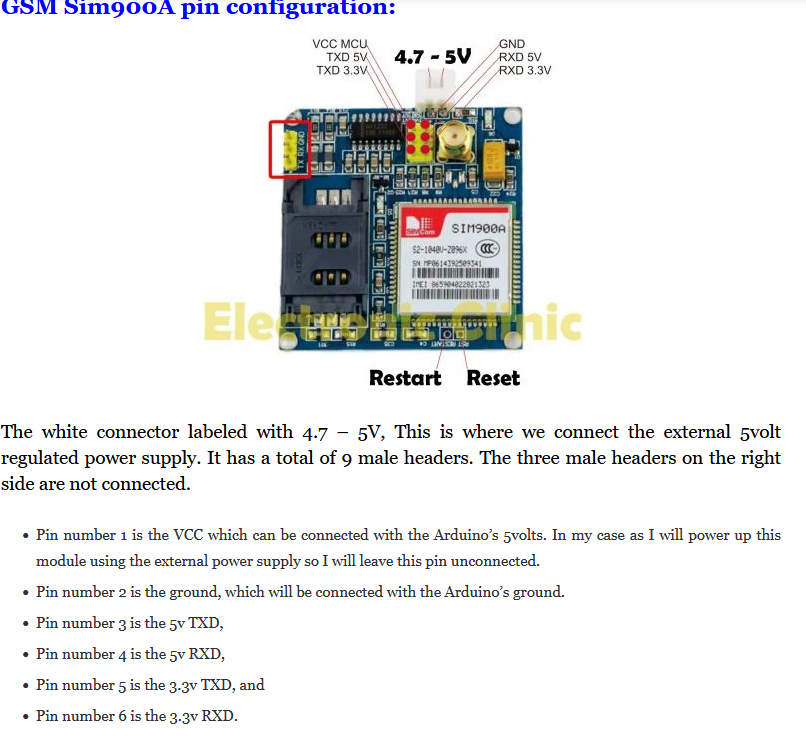 GSM Sim900A pin configuration:
VCC MCU
TXD 5V
TXD 3.3V
4.7 - 5V
GND
RXD 5V
RXD 3.3V
TX RX GND
SIM900A
SIMCom
S2-1040V-Z096X
CCC
SN:MP0614392509341
IMEI:865904022821323
Electronic Clinic
RESTART
RST
Restart
Reset
The white connector labeled with 4.7 – 5V, This is where we connect the external 5volt
regulated power supply. It has a total of 9 male headers. The three male headers on the right
side are not connected.
• Pin number 1 is the VCC which can be connected with the Arduino’s 5volts. In my case as I will power up this
module using the external power supply so I will leave this pin unconnected.
• Pin number 2 is the ground, which will be connected with the Arduino’s ground.
• Pin number 3 is the 5v TXD,
• Pin number 4 is the 5v RXD,
• Pin number 5 is the 3.3v TXD, and
• Pin number 6 is the 3.3v RXD.